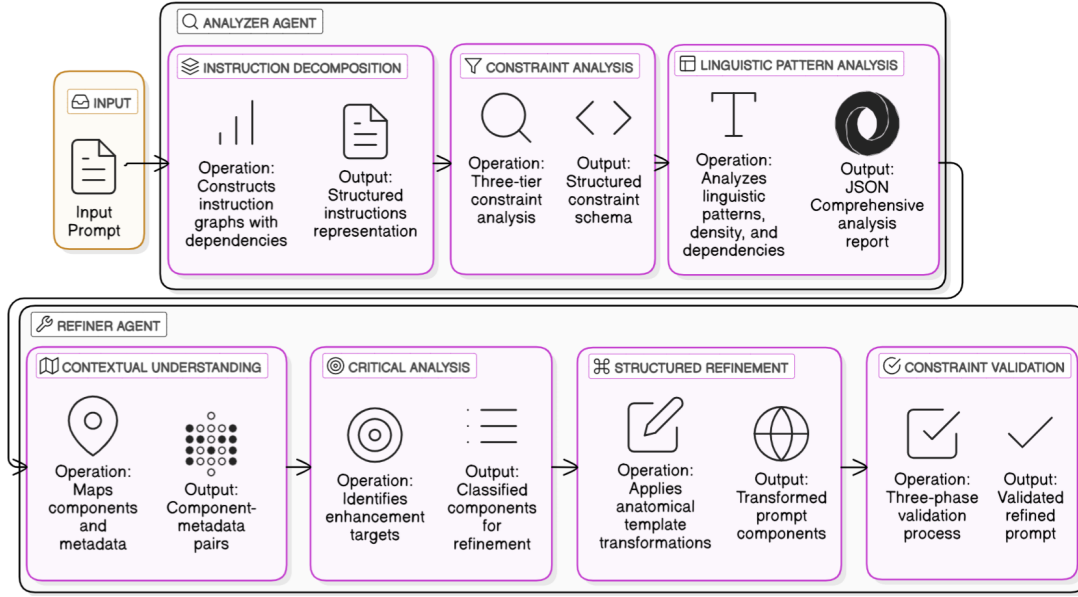 ANALYZER AGENT
INPUT
Input
Prompt
INSTRUCTION DECOMPOSITION
Operation:
Constructs
instruction
graphs with
dependencies
Output:
Structured
instructions
representation
CONSTRAINT ANALYSIS
Operation:
Three-tier
constraint
analysis
Output:
Structured
constraint
schema
LINGUISTIC PATTERN ANALYSIS
Operation:
Analyzes
linguistic
patterns,
density, and
dependencies
Output:
JSON
Comprehensive
analysis
report
REFINER AGENT
CONTEXTUAL UNDERSTANDING
Operation:
Maps
components
and
metadata
Output:
Component-
metadata
pairs
CRITICAL ANALYSIS
Operation:
Identifies
enhancement
targets
Output:
Classified
components
for
refinement
STRUCTURED REFINEMENT
Operation:
Applies
anatomical
template
transformations
Output:
Transformed
prompt
components
CONSTRAINT VALIDATION
Operation:
Three-phase
validation
process
Output:
Validated
refined
prompt